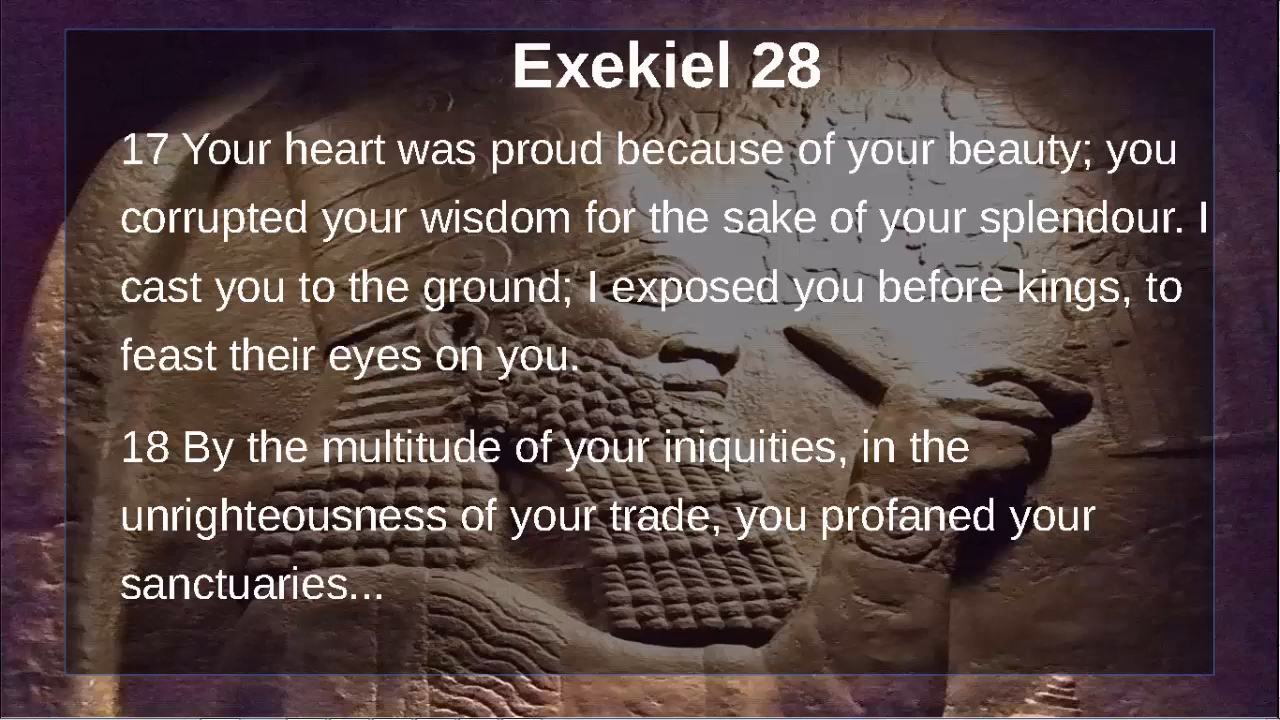 Exekiel 28
17 Your heart was proud because of your beauty; you
corrupted your wisdom for the sake of your splendour. I
cast you to the ground; I exposed you before kings, to
feast their eyes on you.
18 By the multitude of your iniquities, in the
unrighteousness of your trade, you profaned your
sanctuaries...